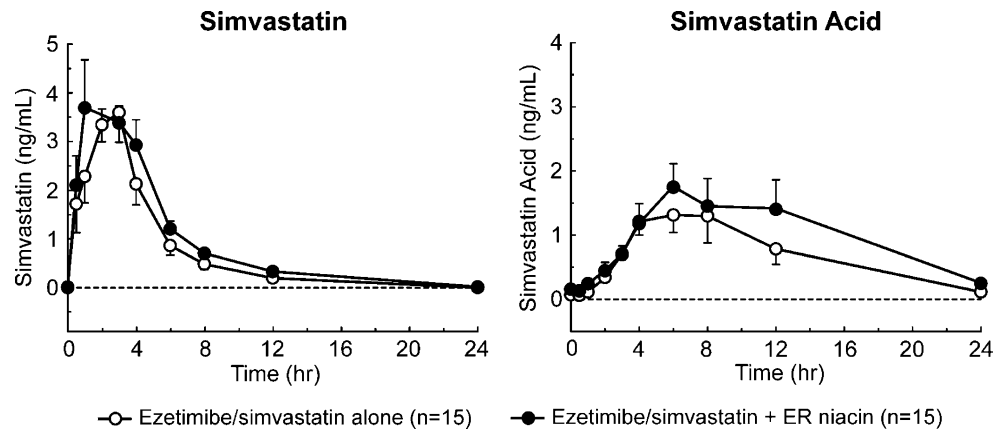 Simvastatin
Simvastatin (ng/mL)
5
4
3
2
1
0
0 4 8 12 16 20 24
Time (hr)
Simvastatin Acid
Simvastatin Acid (ng/mL)
4
3
2
1
0
0 4 8 12 16 20 24
Time (hr)
Ezetimibe/simvastatin alone (n=15)
Ezetimibe/simvastatin + ER niacin (n=15)